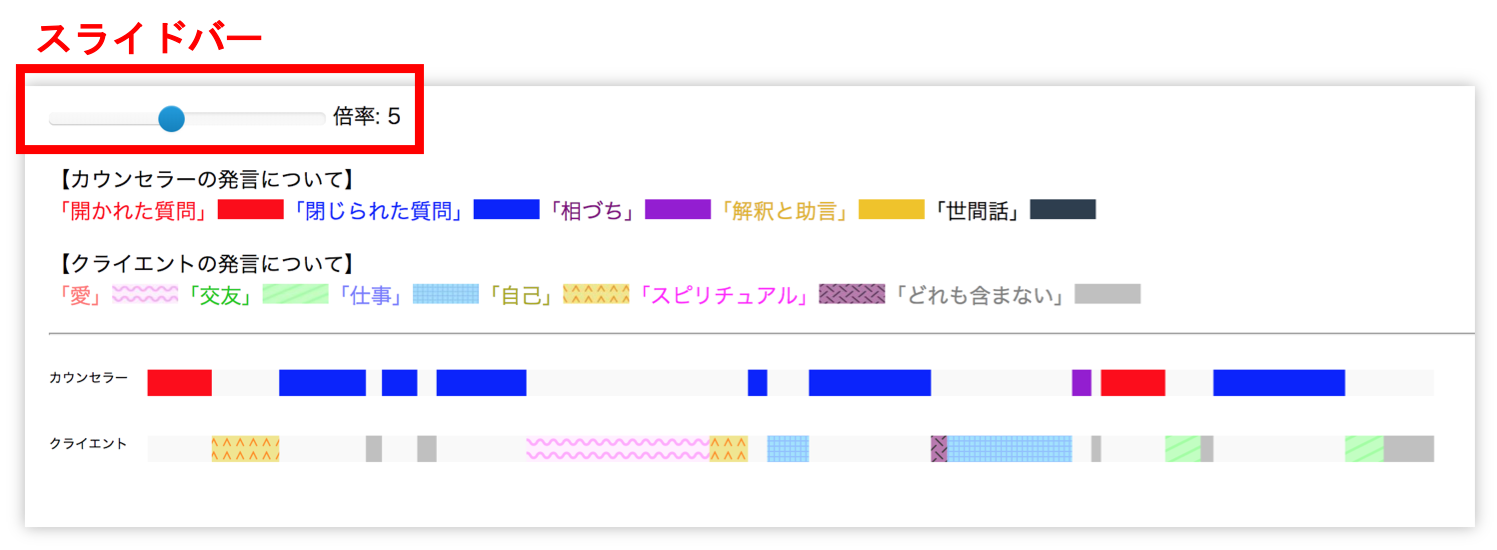 スライドバー
倍率: 5
【カウンセラーの発言について】
「開かれた質問」「閉じられた質問」「相づち」「解釈と助言」「世間話」
【クライエントの発言について】
「愛」「交友」「仕事」「自己」「スピリチュアル」「どれも含まない」
カウンセラー
クライエント